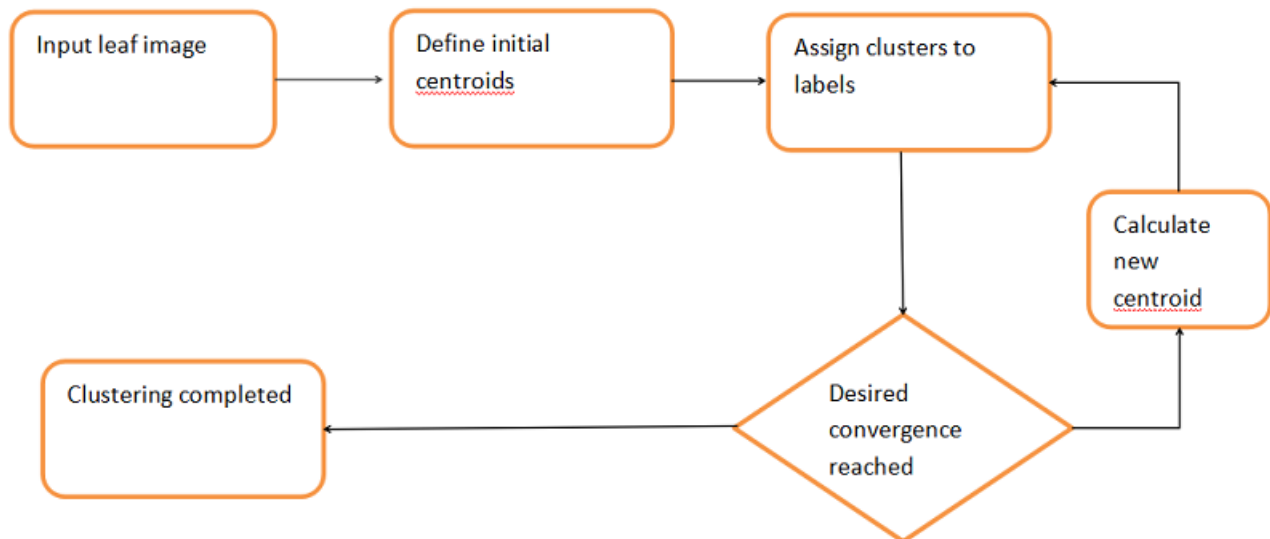 Input leaf image
Define initial
centroids
Assign clusters to
labels
Calculate
new
centroid
Desired
convergence
reached
Clustering completed